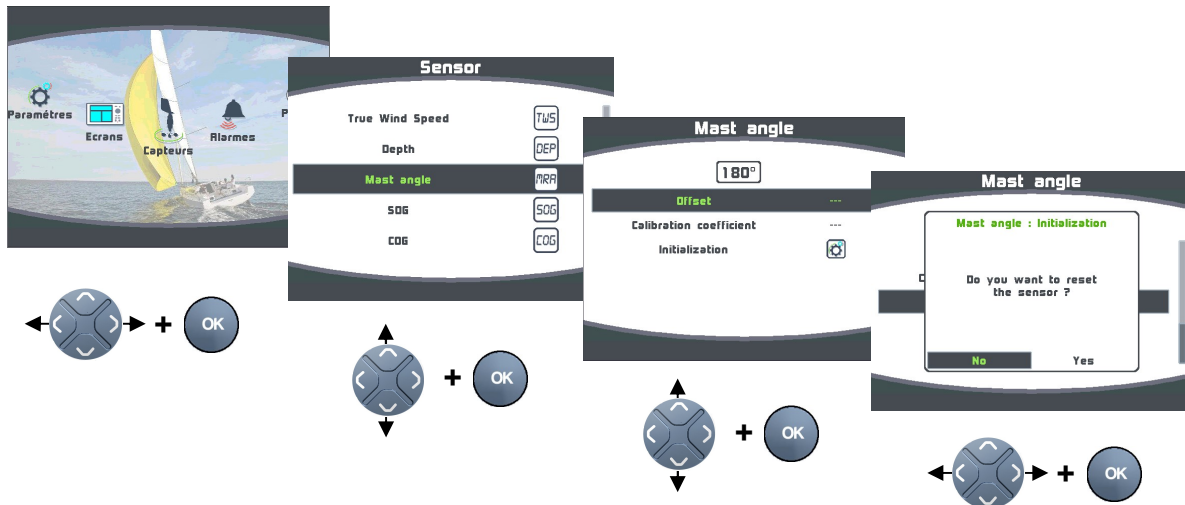 Paramétres
Ecrans
Capteurs
Alarmes
P
Sensor
True Wind Speed TWS
Depth DEP
Mast angle MRA
SOG SOG
COG COG
Mast angle
180°
Offset ---
Calibration coefficient ---
Initialization
Mast angle
Mast angle : Initialization
Do you want to reset
the sensor ?
No Yes
+ OK
+ OK
+ OK
+ OK